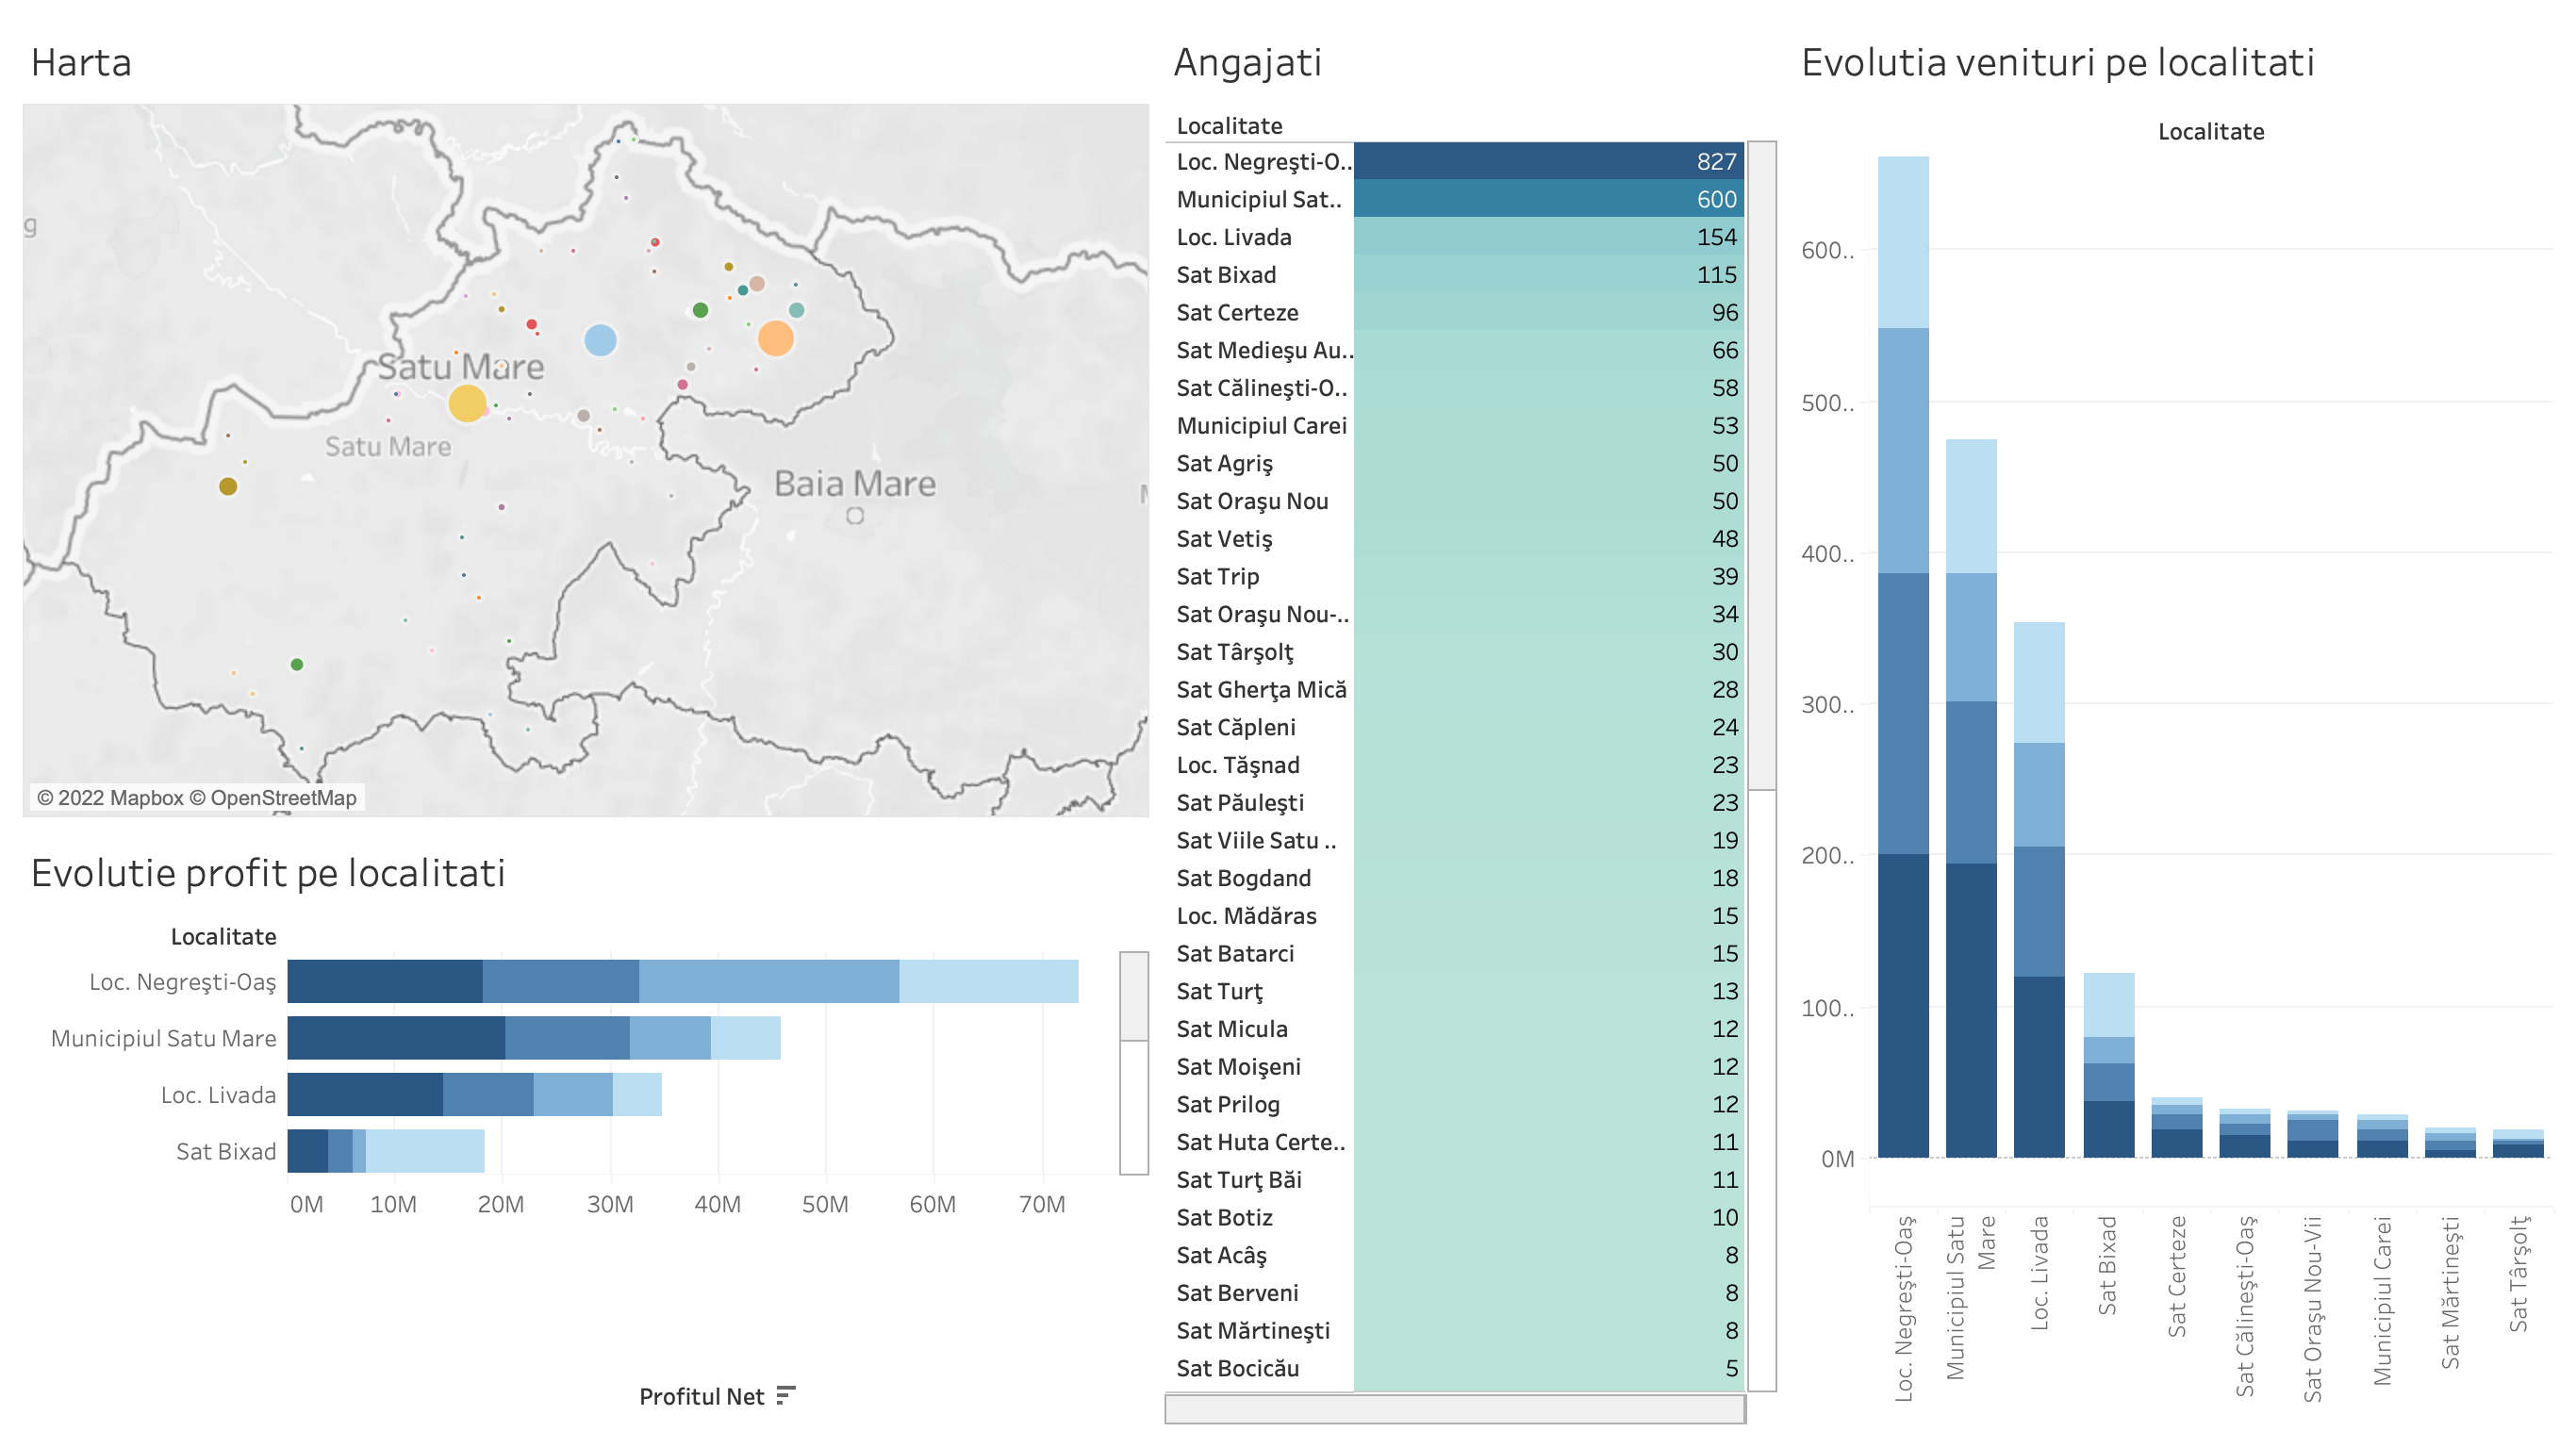 Harta
g
Satu Mare
Satu Mare
Baia Mare
© 2022 Mapbox © OpenStreetMap
Evolutie profit pe localitati
Localitate
Loc. Negreşti-Oaş
Municipiul Satu Mare
Loc. Livada
Sat Bixad
0M 10M 20M 30M 40M 50M 60M 70M
Profitul Net
Angajati
Localitate
Loc. Negreşti-O.. 827
Municipiul Sat.. 600
Loc. Livada 154
Sat Bixad 115
Sat Certeze 96
Sat Medieşu Au.. 66
Sat Călineşti-O.. 58
Municipiul Carei 53
Sat Agriş 50
Sat Oraşu Nou 50
Sat Vetiş 48
Sat Trip 39
Sat Oraşu Nou-.. 34
Sat Târşolţ 30
Sat Gherţa Mică 28
Sat Căpleni 24
Loc. Tăşnad 23
Sat Păuleşti 23
Sat Viile Satu .. 19
Sat Bogdand 18
Loc. Mădăras 15
Sat Batarci 15
Sat Turţ 13
Sat Micula 12
Sat Moişeni 12
Sat Prilog 12
Sat Huta Certe.. 11
Sat Turţ Băi 11
Sat Botiz 10
Sat Acâş 8
Sat Berveni 8
Sat Mărtineşti 8
Sat Bocicău 5
Evolutia venituri pe localitati
Localitate
600..
500..
400..
300..
200..
100..
0M
Loc. Negreşti-Oaş
Municipiul Satu
Mare
Loc. Livada
Sat Bixad
Sat Certeze
Sat Călineşti-Oaş
Sat Oraşu Nou-Vii
Municipiul Carei
Sat Mărtineşti
Sat Târşolţ